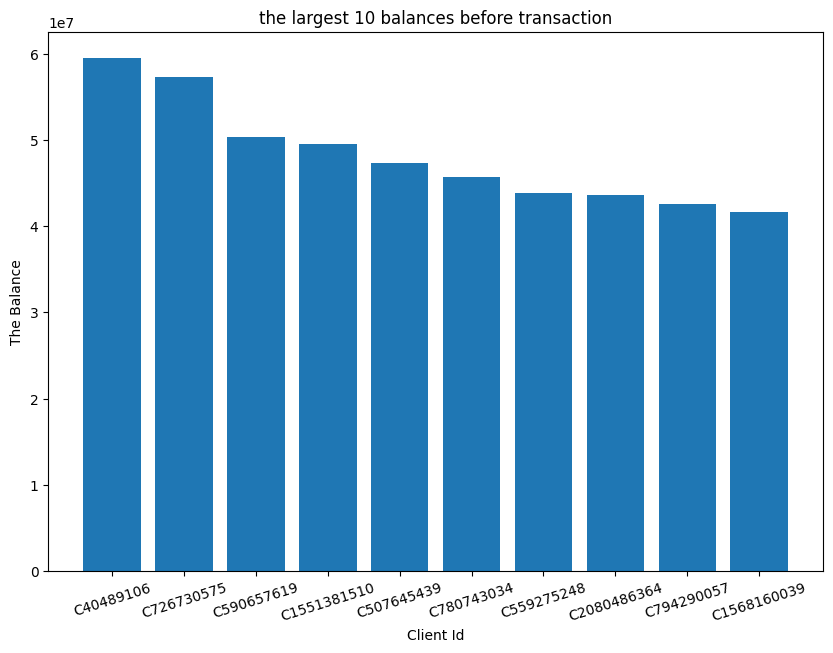 the largest 10 balances before transaction
1e7
6
5
4
3
2
1
0
The Balance
C40489106
C726730575
C590657619
C1551381510
C507645439
C780743034
C559275248
C2080486364
C794290057
C1568160039
Client Id